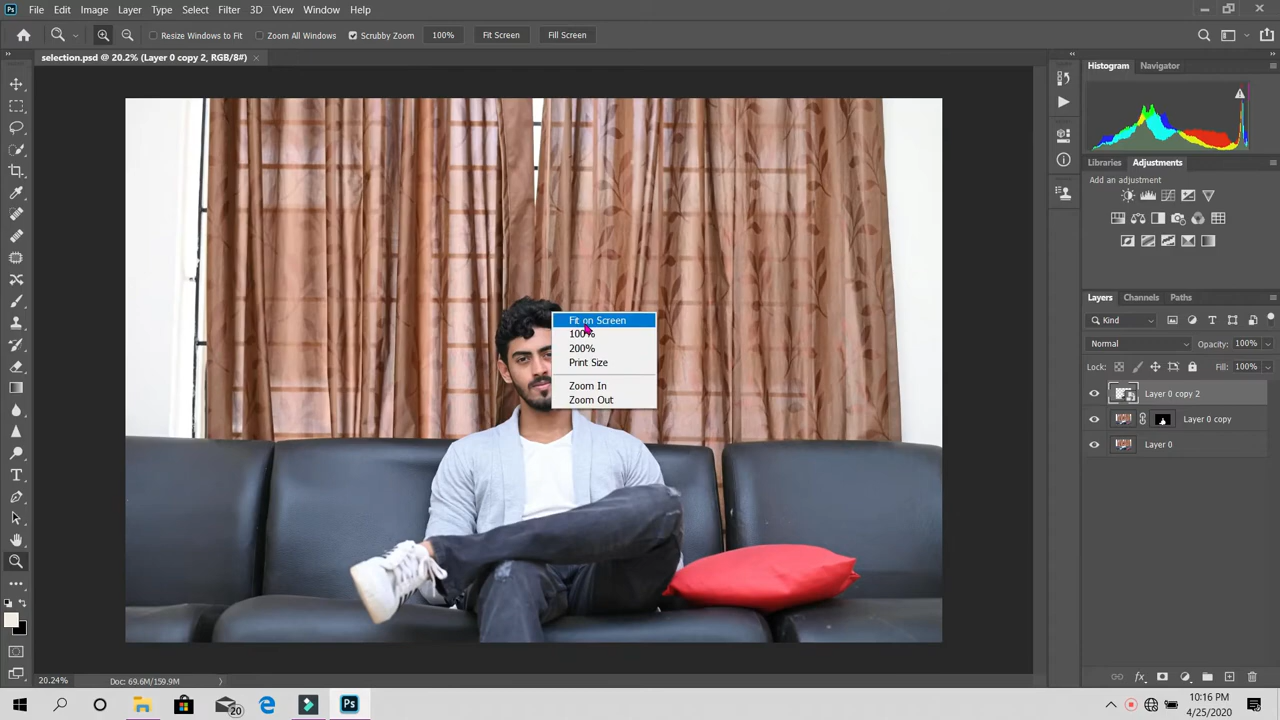 Ps File Edit Image Layer Type Select Filter 3D View Window Help
Resize Windows to Fit Zoom All Windows Scrubby Zoom 100% Fit Screen Fill Screen
selection.psd @ 20.2% (Layer 0 copy 2, RGB/8#)
Histogram Navigator
Libraries Adjustments
Add an adjustment
Fit on Screen
100%
200%
Print Size
Zoom In
Zoom Out
Layers Channels Paths
Kind
Normal Opacity: 100%
Lock: Fill: 100%
Layer 0 copy 2
Layer 0 copy
Layer 0
20.24% Doc: 69.6M/159.9M
20 Ps 10:16 PM
4/25/2020